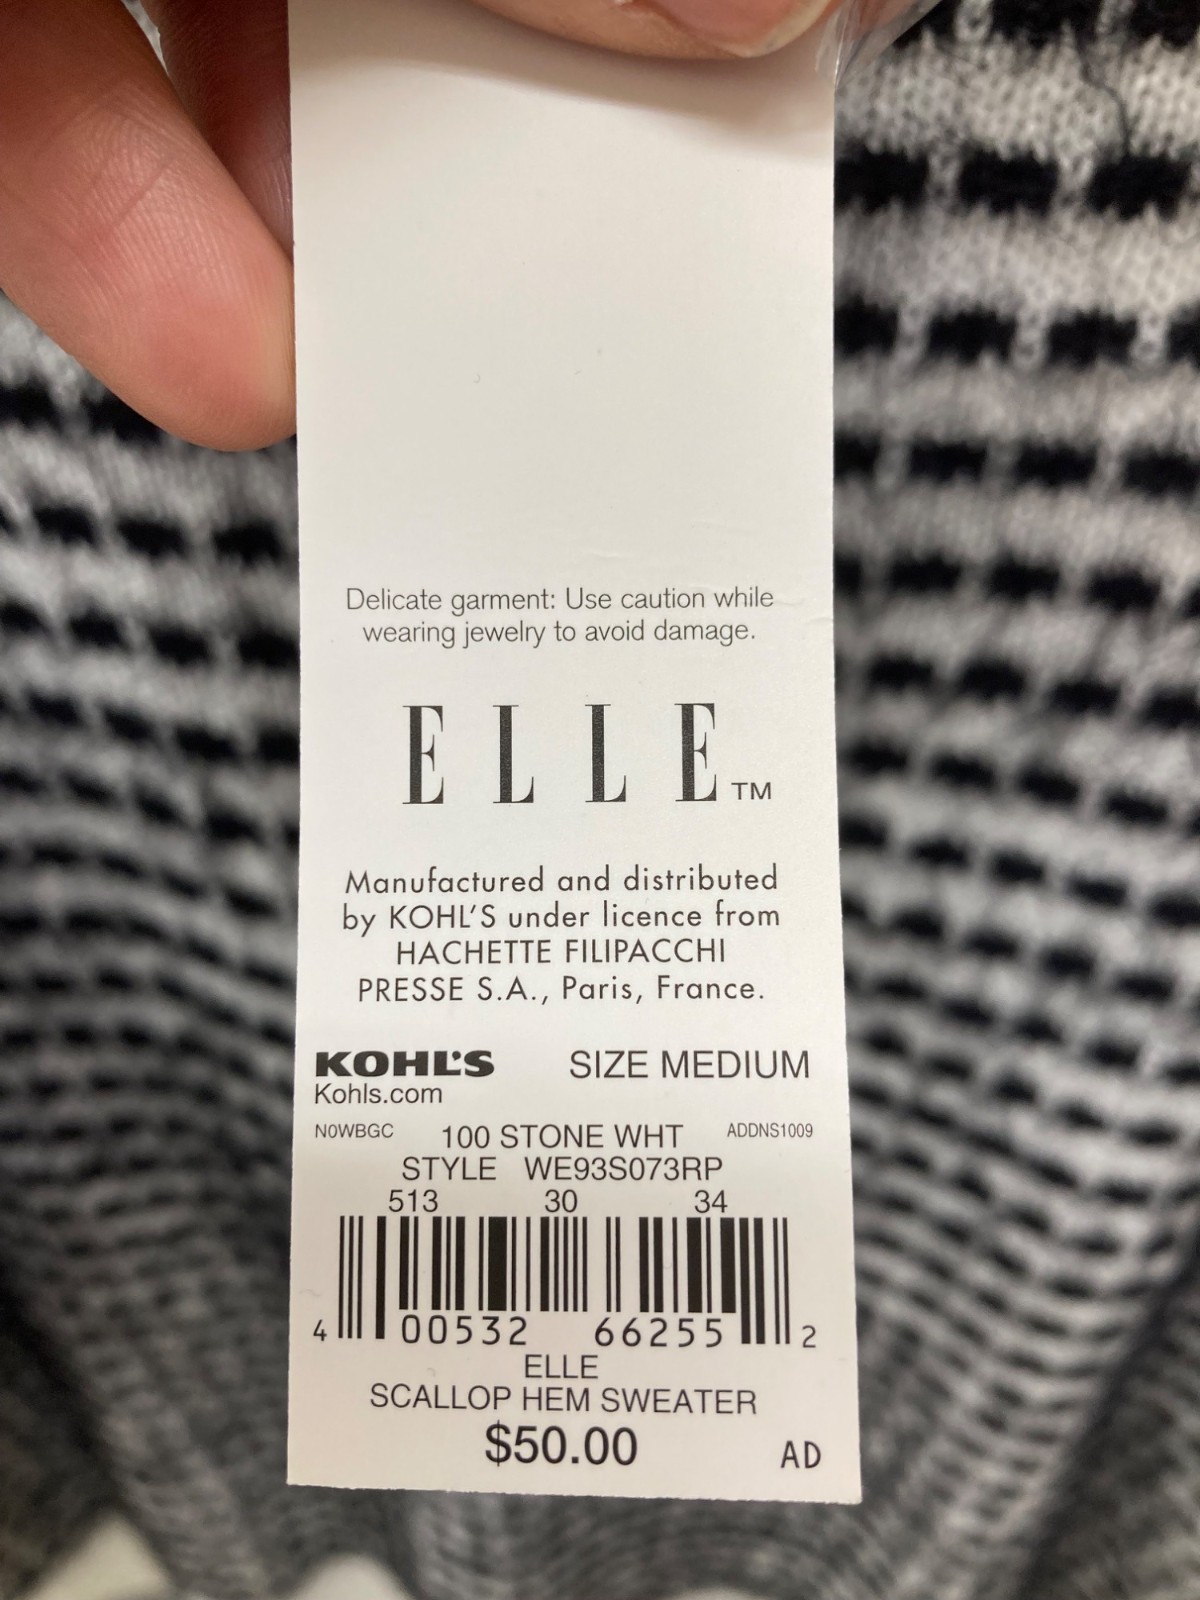 Delicate garment: Use caution while
wearing jewelry to avoid damage.
ELLE™
Manufactured and distributed
by KOHL'S under licence from
HACHETTE FILIPACCHI
PRESSE S.A., Paris, France.
KOHL'S SIZE MEDIUM
Kohls.com
N0WBGC 100 STONE WHT ADDNS1009
STYLE WE93S073RP
513 30 34
4 00532 66255 2
ELLE
SCALLOP HEM SWEATER
$50.00 AD